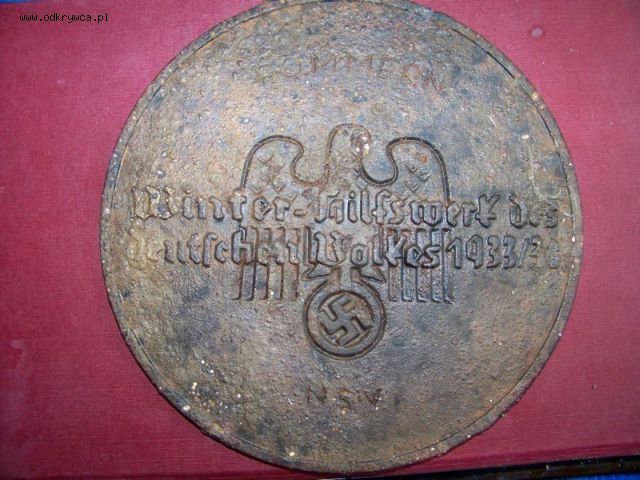 www.odkrywca.pl
POMMERN
Winter-Hilfswerk des
deutschen Volkes 1933/34
NSV